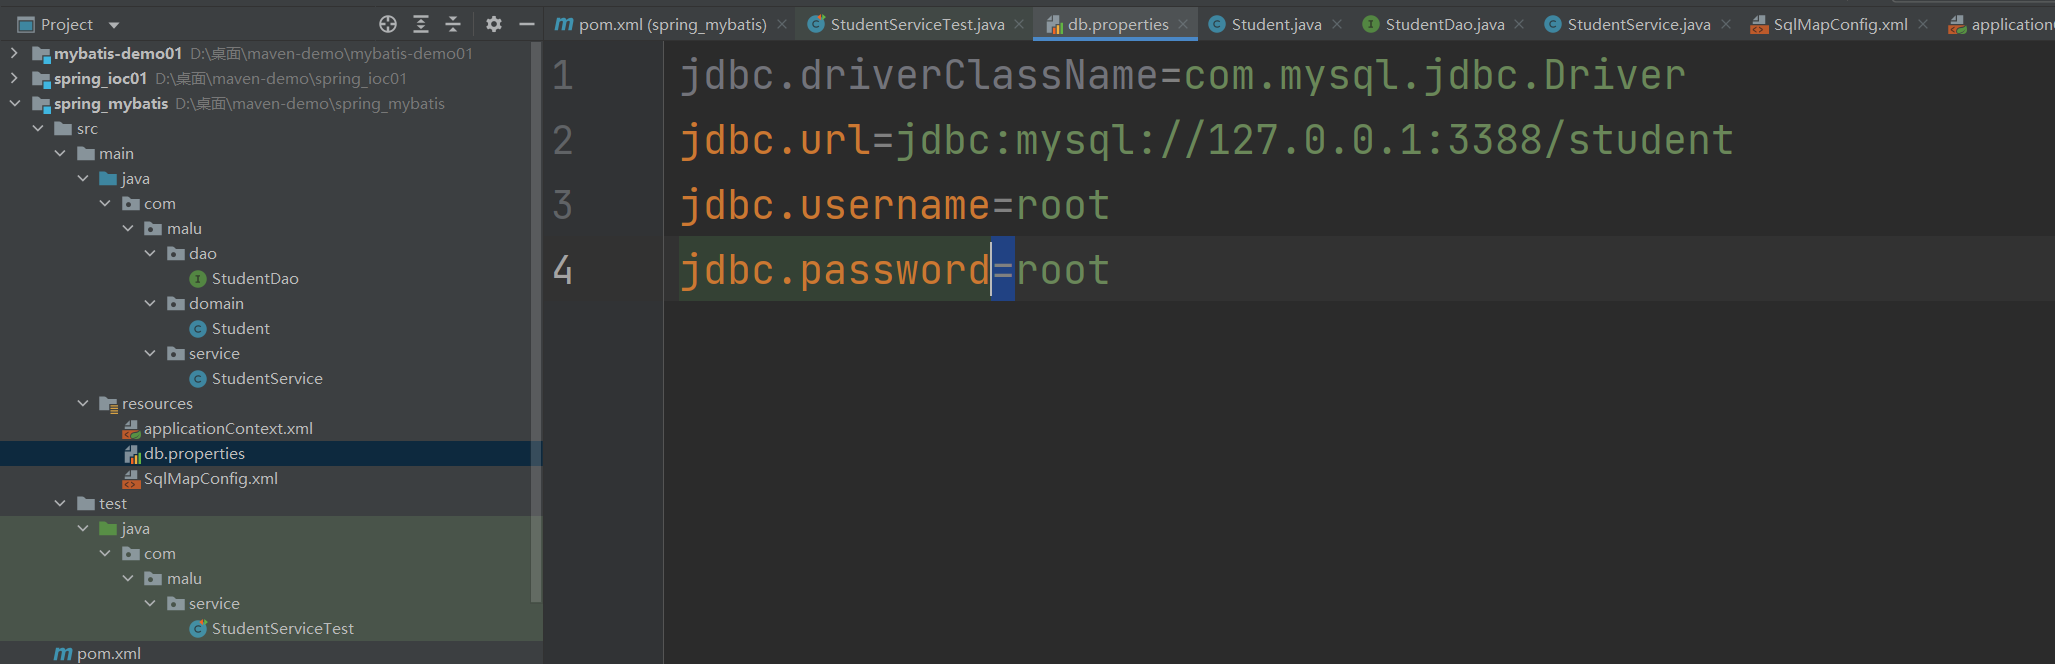 Project
pom.xml (spring_mybatis)
StudentServiceTest.java
db.properties
Student.java
StudentDao.java
StudentService.java
SqlMapConfig.xml
application
mybatis-demo01 D:\桌面\maven-demo\mybatis-demo01
spring_ioc01 D:\桌面\maven-demo\spring_ioc01
spring_mybatis D:\桌面\maven-demo\spring_mybatis
src
main
java
com
malu
dao
StudentDao
domain
Student
service
StudentService
resources
applicationContext.xml
db.properties
SqlMapConfig.xml
test
java
com
malu
service
StudentServiceTest
pom.xml
1 jdbc.driverClassName=com.mysql.jdbc.Driver
2 jdbc.url=jdbc:mysql://127.0.0.1:3388/student
3 jdbc.username=root
4 jdbc.password=root